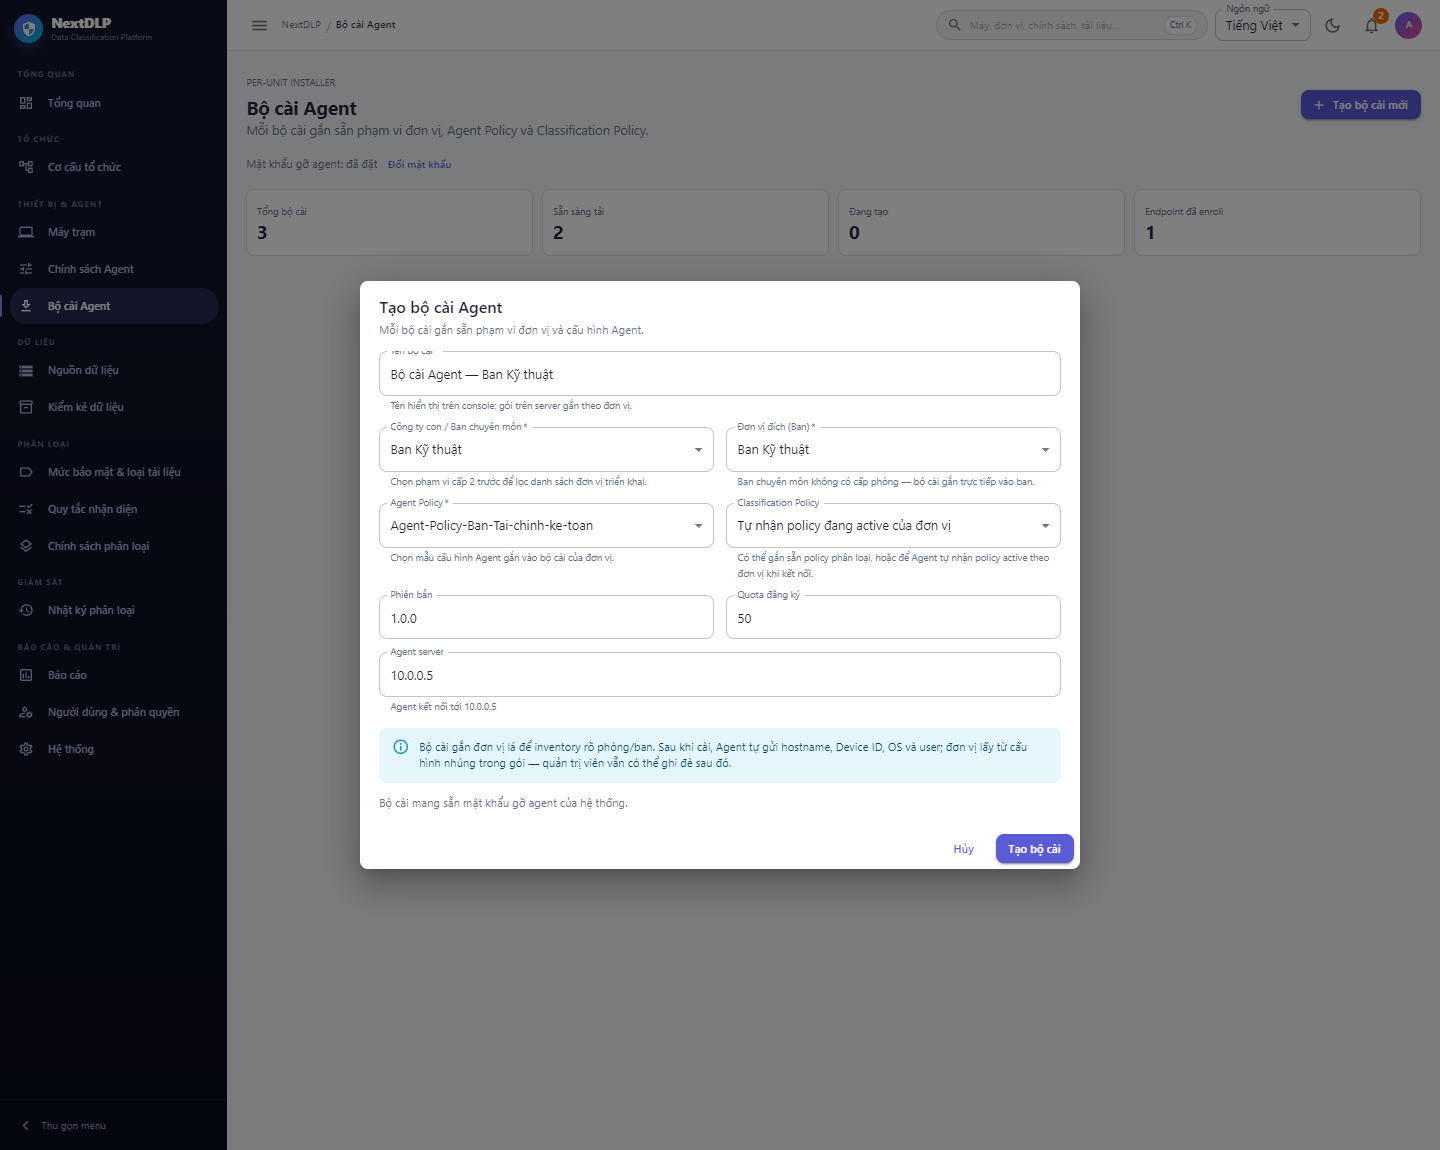 NextDLP
Data Classification Platform
TỔNG QUAN
Tổng quan
TỔ CHỨC
Cơ cấu tổ chức
THIẾT BỊ & AGENT
Máy trạm
Chính sách Agent
Bộ cài Agent
DỮ LIỆU
Nguồn dữ liệu
Kiểm kê dữ liệu
PHÂN LOẠI
Mức bảo mật & loại tài liệu
Quy tắc nhận diện
Chính sách phân loại
GIÁM SÁT
Nhật ký phân loại
BÁO CÁO & QUẢN TRỊ
Báo cáo
Người dùng & phân quyền
Hệ thống
Thu gọn menu
NextDLP / Bộ cài Agent
Máy, đơn vị, chính sách, tài liệu...
Ctrl K
Ngôn ngữ
Tiếng Việt
2
A
PER-UNIT INSTALLER
Bộ cài Agent
Mỗi bộ cài gắn sẵn phạm vi đơn vị, Agent Policy và Classification Policy.
Tạo bộ cài mới
Mật khẩu gỡ agent: đã đặt Đổi mật khẩu
Tổng bộ cài
3
Sẵn sàng tải
2
Đang tạo
0
Endpoint đã enroll
1
Tạo bộ cài Agent
Mỗi bộ cài gắn sẵn phạm vi đơn vị và cấu hình Agent.
Tên bộ cài
Bộ cài Agent — Ban Kỹ thuật
Tên hiển thị trên console; gói trên server gắn theo đơn vị.
Công ty con / Ban chuyên môn *
Ban Kỹ thuật
Chọn phạm vi cấp 2 trước để lọc danh sách đơn vị triển khai.
Đơn vị đích (Ban) *
Ban Kỹ thuật
Ban chuyên môn không có cấp phòng — bộ cài gắn trực tiếp vào ban.
Agent Policy *
Agent-Policy-Ban-Tai-chinh-ke-toan
Chọn mẫu cấu hình Agent gắn vào bộ cài của đơn vị.
Classification Policy
Tự nhận policy đang active của đơn vị
Có thể gắn sẵn policy phân loại, hoặc để Agent tự nhận policy active theo
đơn vị khi kết nối.
Phiên bản
1.0.0
Quota đăng ký
50
Agent server
10.0.0.5
Agent kết nối tới 10.0.0.5
Bộ cài gắn đơn vị lá để inventory rõ phòng/ban. Sau khi cài, Agent tự gửi hostname, Device ID, OS và user; đơn vị lấy từ cấu
hình nhúng trong gói — quản trị viên vẫn có thể ghi đè sau đó.
Bộ cài mang sẵn mật khẩu gỡ agent của hệ thống.
Hủy
Tạo bộ cài